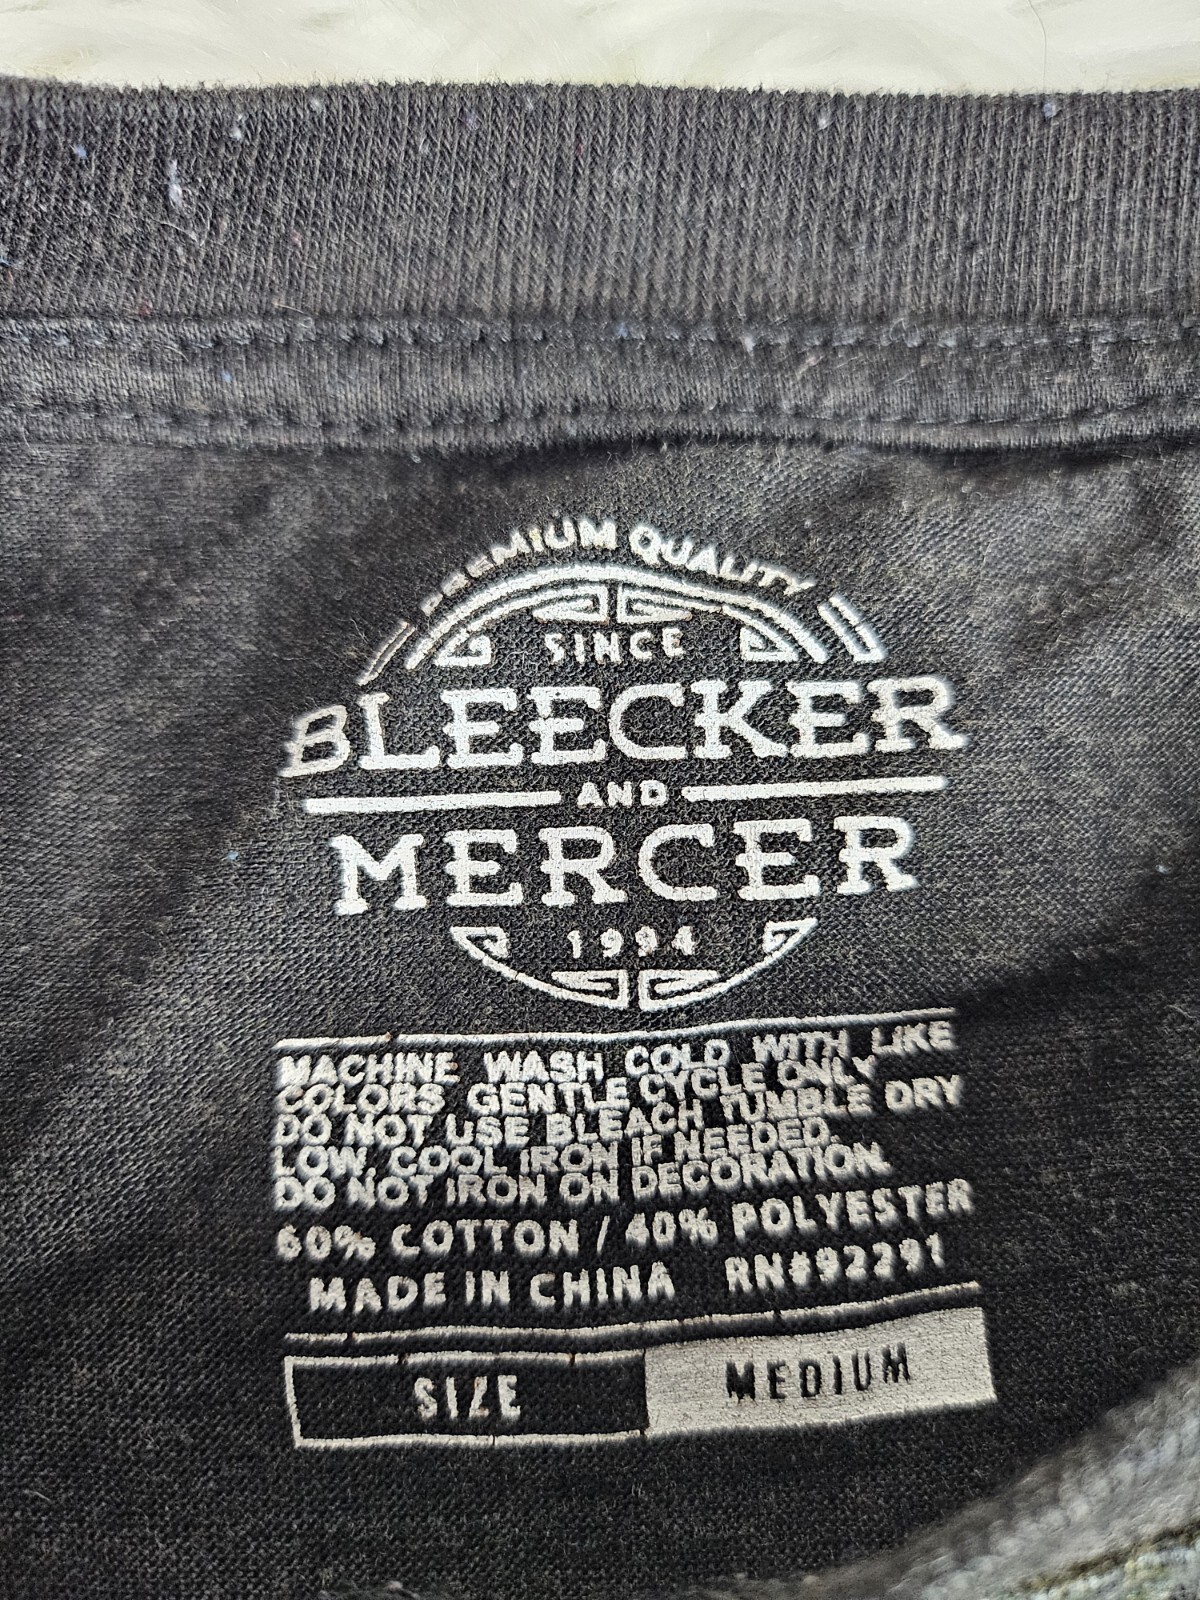 PREMIUM QUALITY
SINCE
BLEECKER
AND
MERCER
1994
MACHINE WASH COLD WITH LIKE
COLORS GENTLE CYCLE ONLY
DO NOT USE BLEACH TUMBLE DRY
LOW, COOL IRON IF NEEDED.
DO NOT IRON ON DECORATION.
60% COTTON / 40% POLYESTER
MADE IN CHINA RN#92291
SIZE MEDIUM